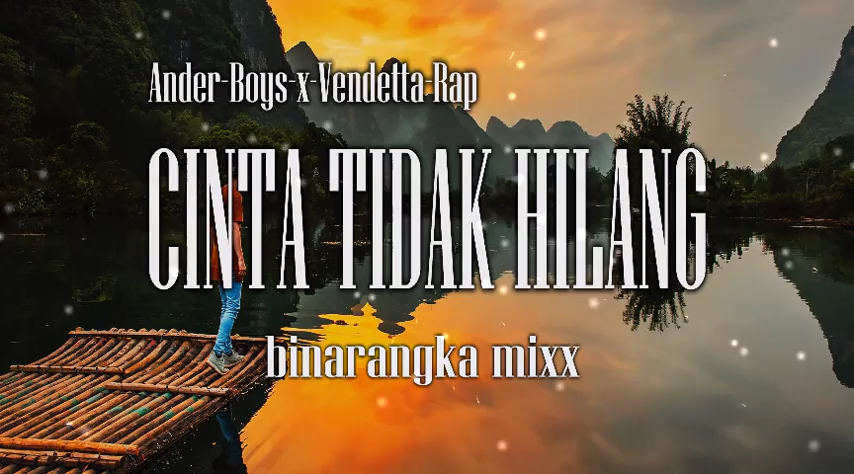 Ander-Boys-x-Vendetta-Rap
CINTA TIDAK HILANG
binarangka mixx